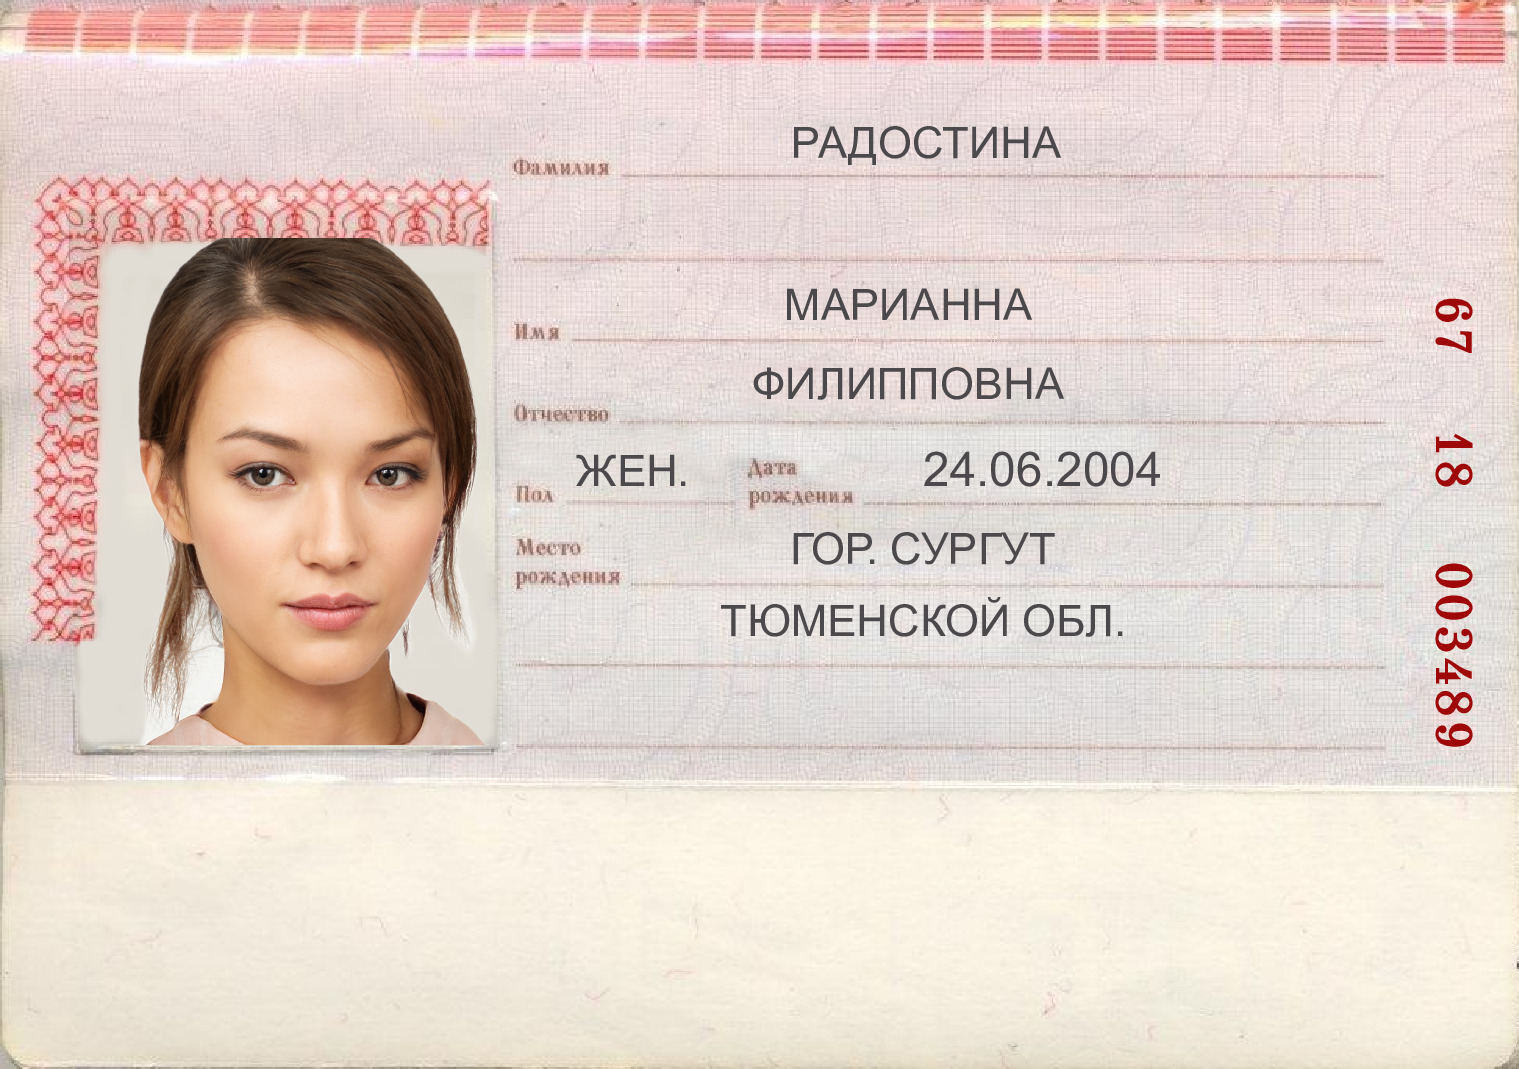 РАДОСТИНА
Фамилия
МАРИАННА
Имя
ФИЛИППОВНА
Отчество
Пол ЖЕН. Дата рождения 24.06.2004
Место рождения ГОР. СУРГУТ
ТЮМЕНСКОЙ ОБЛ.
67 18 003489